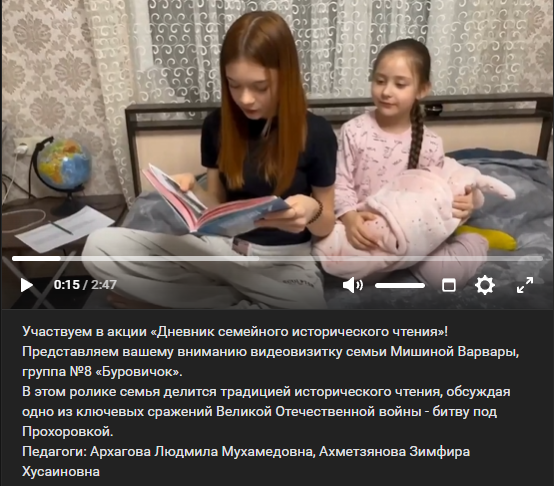 0:15 / 2:47
Участвуем в акции «Дневник семейного исторического чтения»!
Представляем вашему вниманию видеовизитку семьи Мишиной Варвары,
группа №8 «Буровичок».
В этом ролике семья делится традицией исторического чтения, обсуждая
одно из ключевых сражений Великой Отечественной войны - битву под
Прохоровкой.
Педагоги: Архагова Людмила Мухамедовна, Ахметзянова Зимфира
Хусаиновна